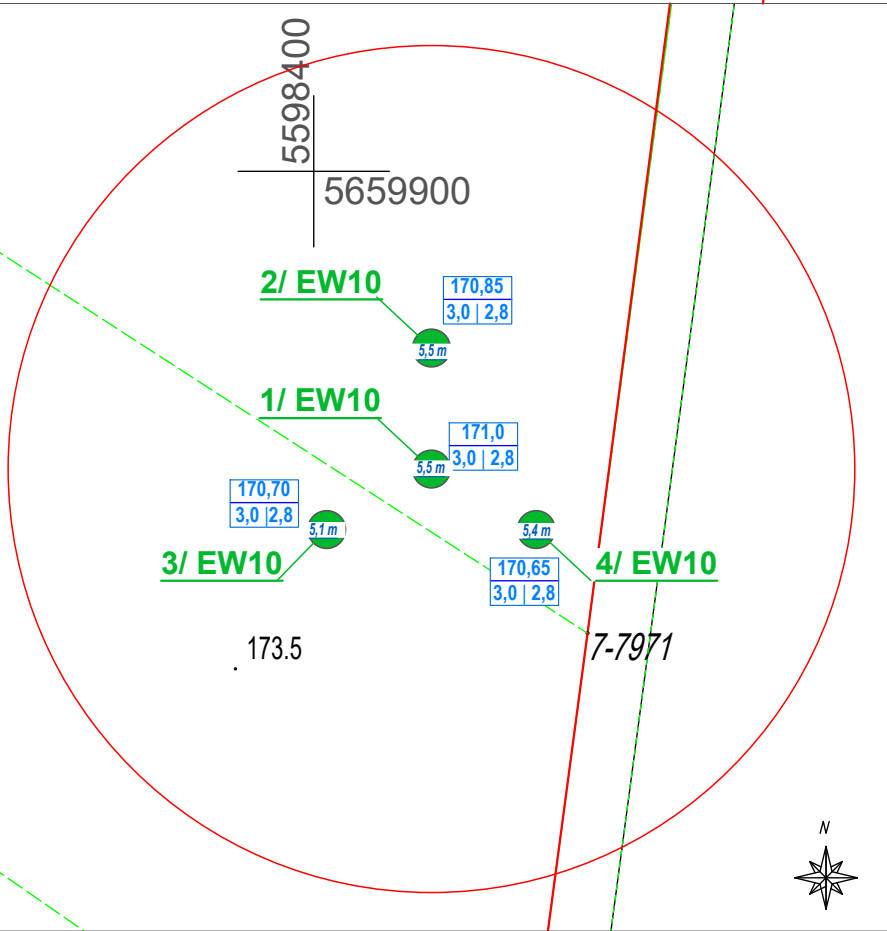 5598400
5659900
2/ EW10
170,85
3,0 | 2,8
5,5 m
1/ EW10
171,0
3,0 | 2,8
5,5 m
170,70
3,0 |2,8
5,1 m
5,4 m
3/ EW10
170,65
3,0 | 2,8
4/ EW10
173.5
7-7971
N